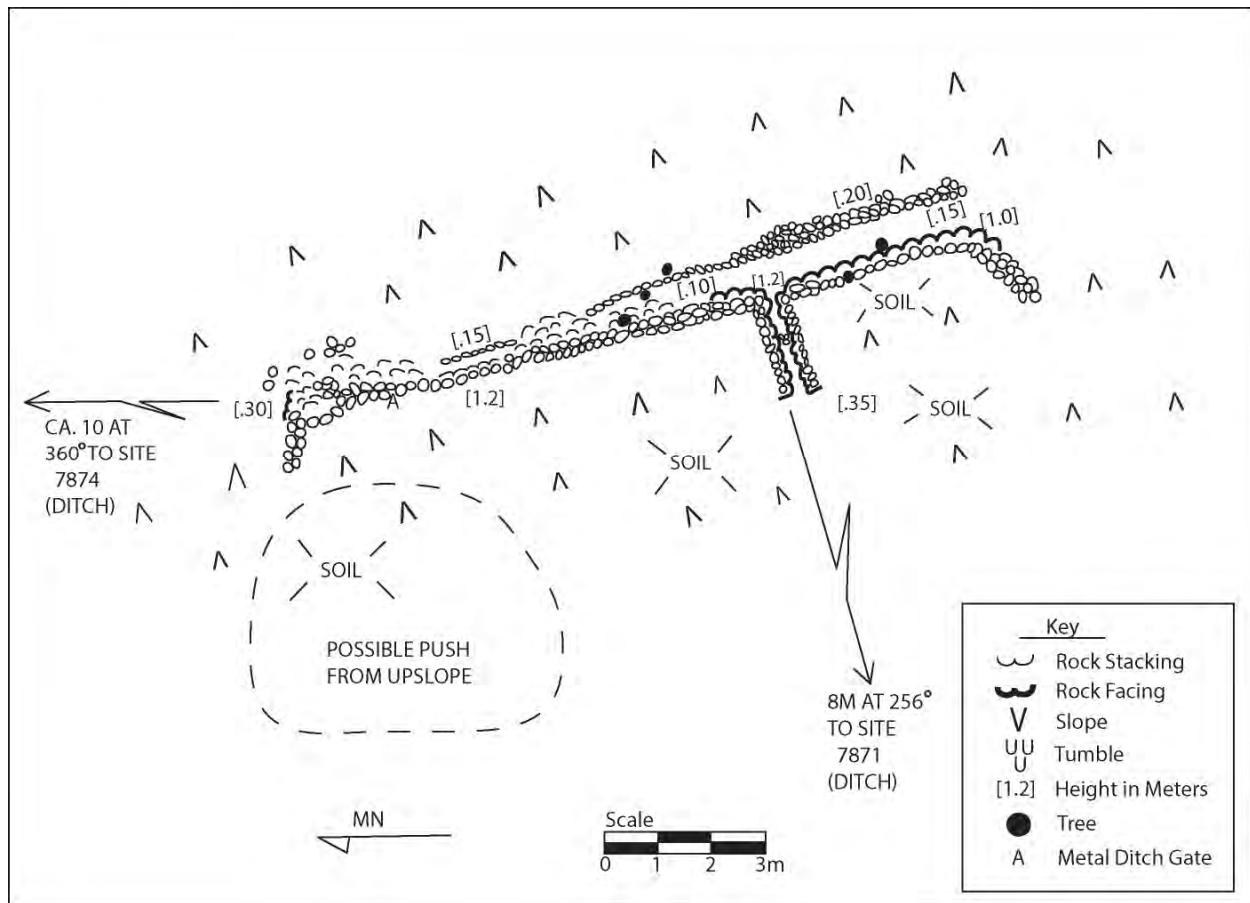 [.20]
[.15]
[1.0]
[1.2]
[.10]
SOIL
[.15]
[1.2]
[.30]
A
[.35]
SOIL
SOIL
CA. 10 AT
360° TO SITE
7874
(DITCH)
SOIL
POSSIBLE PUSH
FROM UPSLOPE
8M AT 256°
TO SITE
7871
(DITCH)
MN
Scale
0 1 2 3m
Key
Rock Stacking
Rock Facing
Slope
Tumble
[1.2] Height in Meters
Tree
A Metal Ditch Gate